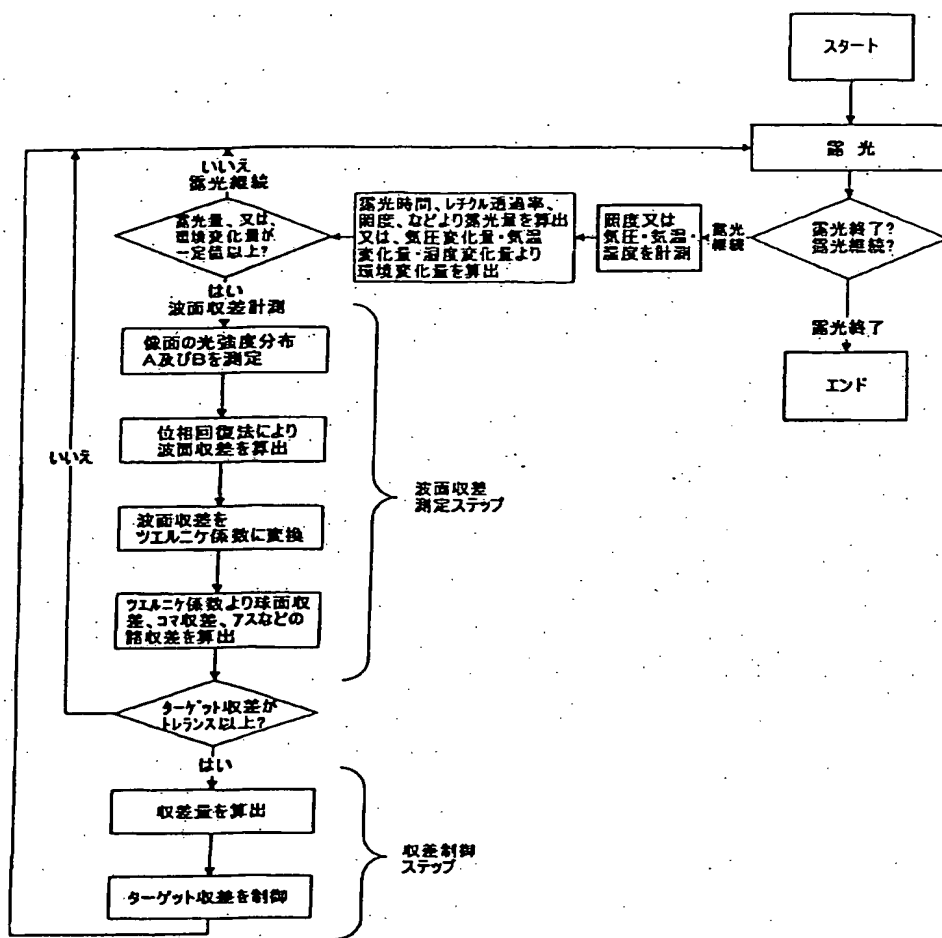 スタート
露光
露光終了?
露光継続?
露光
継続
照度又は
気圧・気温・
湿度を計測
露光時間、レチクル透過率、
照度、などより露光量を算出
又は、気圧変化量・気温
変化量・湿度変化量より
環境変化量を算出
露光終了
エンド
いいえ
露光継続
露光量、又は、
環境変化量が
一定値以上?
はい
波面収差計測
像面の光強度分布
A及びBを測定
位相回復法により
波面収差を算出
波面収差を
ツエルニケ係数に変換
ツエルニケ係数より球面収
差、コマ収差、アスなどの
諸収差を算出
波面収差
測定ステップ
いいえ
ターゲット収差が
トレランス以上?
はい
収差量を算出
ターゲット収差を制御
収差制御
ステップ